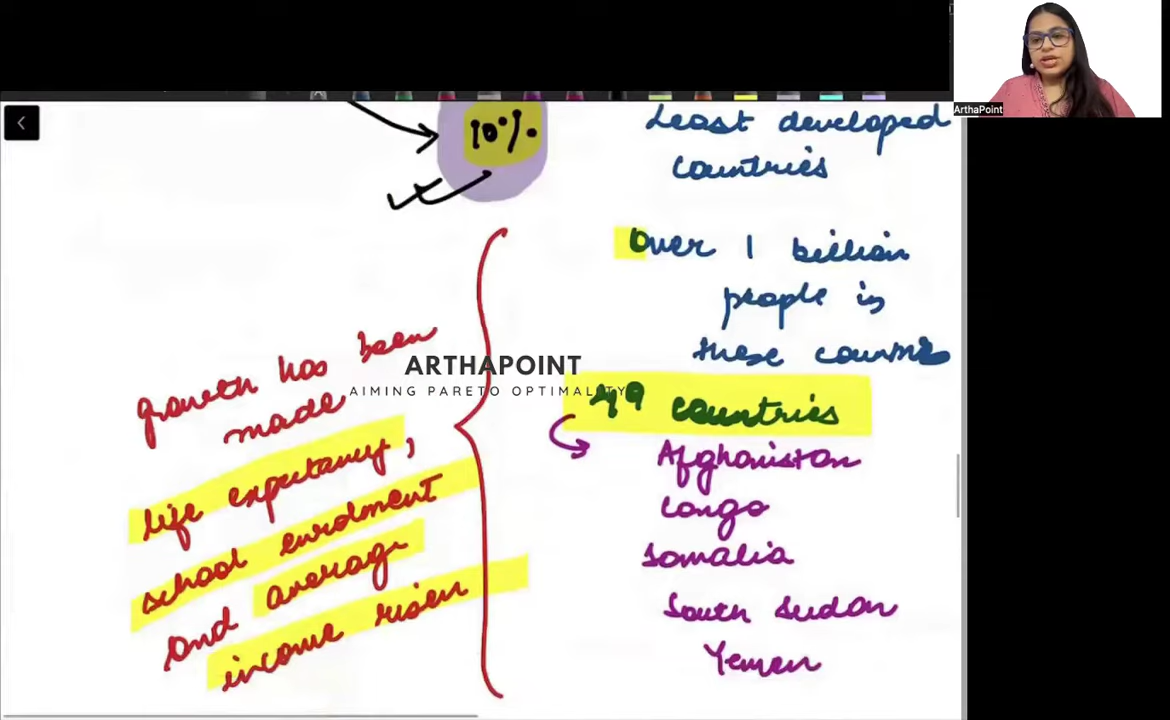 ArthaPoint
10%.
Least developed
countries
Over 1 billion
people in
these countries
49 countries
Afghanistan
Congo
Somalia
South Sudan
Yemen
growth has been
made
life expectancy,
school enrolment
and average
income risen
ARTHAPOINT
AIMING PARETO OPTIMALITY